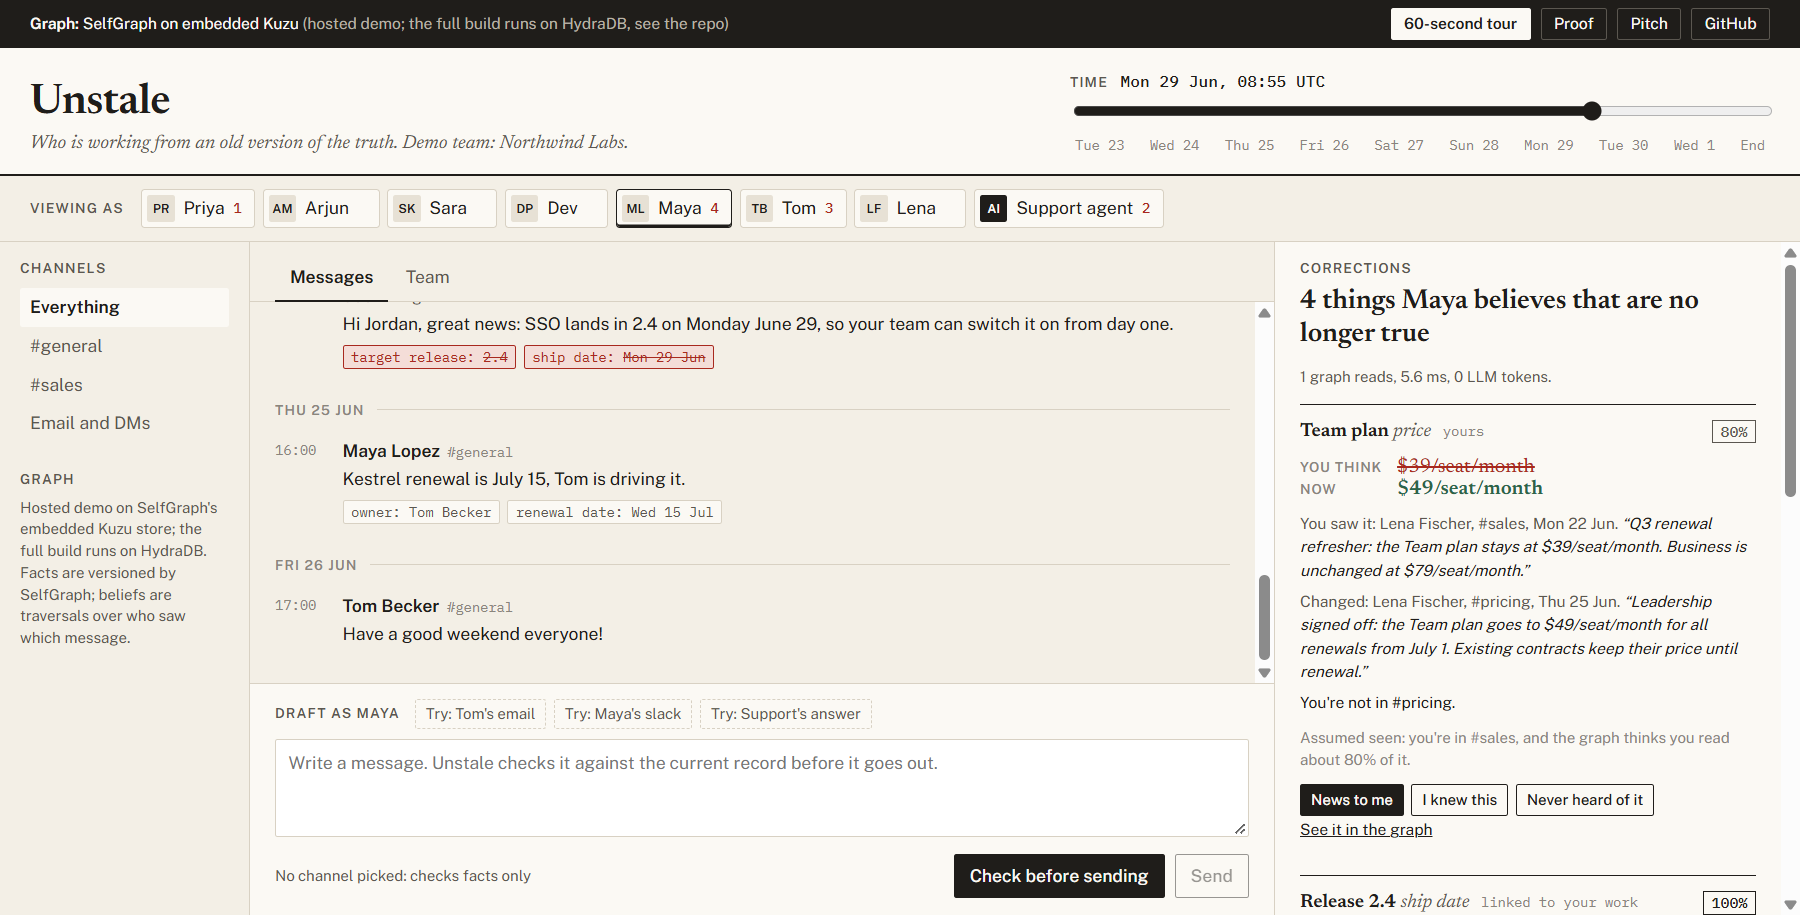 Graph: SelfGraph on embedded Kuzu (hosted demo; the full build runs on HydraDB, see the repo)
60-second tour
Proof
Pitch
GitHub
Unstale
Who is working from an old version of the truth. Demo team: Northwind Labs.
TIME Mon 29 Jun, 08:55 UTC
Tue 23 Wed 24 Thu 25 Fri 26 Sat 27 Sun 28 Mon 29 Tue 30 Wed 1 End
VIEWING AS
PR Priya 1
AM Arjun
SK Sara
DP Dev
ML Maya 4
TB Tom 3
LF Lena
AI Support agent 2
CHANNELS
Everything
#general
#sales
Email and DMs
GRAPH
Hosted demo on SelfGraph's
embedded Kuzu store; the
full build runs on HydraDB.
Facts are versioned by
SelfGraph; beliefs are
traversals over who saw
which message.
Messages
Team
Hi Jordan, great news: SSO lands in 2.4 on Monday June 29, so your team can switch it on from day one.
target release: 2.4
ship date: Mon 29 Jun
THU 25 JUN
16:00 Maya Lopez #general
Kestrel renewal is July 15, Tom is driving it.
owner: Tom Becker
renewal date: Wed 15 Jul
FRI 26 JUN
17:00 Tom Becker #general
Have a good weekend everyone!
DRAFT AS MAYA
Try: Tom's email
Try: Maya's slack
Try: Support's answer
Write a message. Unstale checks it against the current record before it goes out.
No channel picked: checks facts only
Check before sending
Send
CORRECTIONS
4 things Maya believes that are no
longer true
1 graph reads, 5.6 ms, 0 LLM tokens.
Team plan price yours 80%
YOU THINK $39/seat/month
NOW $49/seat/month
You saw it: Lena Fischer, #sales, Mon 22 Jun. “Q3 renewal
refresher: the Team plan stays at $39/seat/month. Business is
unchanged at $79/seat/month.”
Changed: Lena Fischer, #pricing, Thu 25 Jun. “Leadership
signed off: the Team plan goes to $49/seat/month for all
renewals from July 1. Existing contracts keep their price until
renewal.”
You're not in #pricing.
Assumed seen: you're in #sales, and the graph thinks you read
about 80% of it.
News to me
I knew this
Never heard of it
See it in the graph
Release 2.4 ship date linked to your work 100%